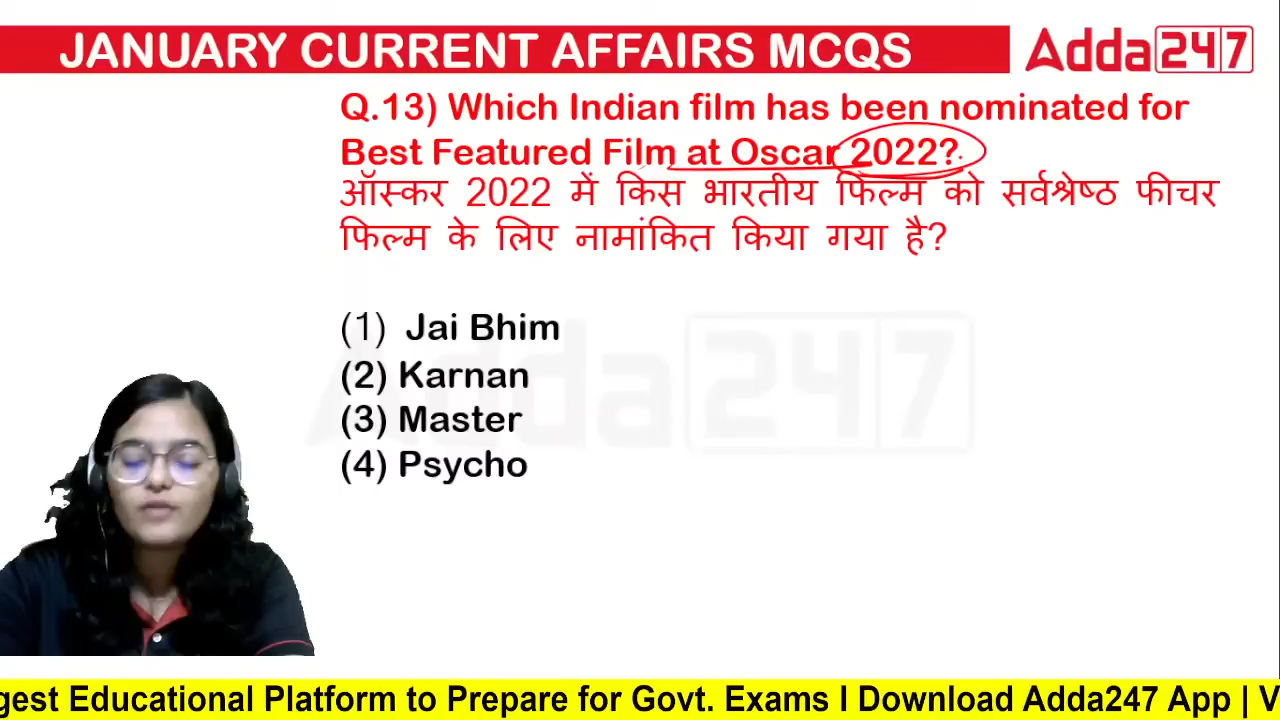 JANUARY CURRENT AFFAIRS MCQS
Adda247
Q.13) Which Indian film has been nominated for
Best Featured Film at Oscar 2022?
ऑस्कर 2022 में किस भारतीय फिल्म को सर्वश्रेष्ठ फीचर
फिल्म के लिए नामांकित किया गया है?
(1) Jai Bhim
(2) Karnan
(3) Master
(4) Psycho
Adda247
gest Educational Platform to Prepare for Govt. Exams I Download Adda247 App | V